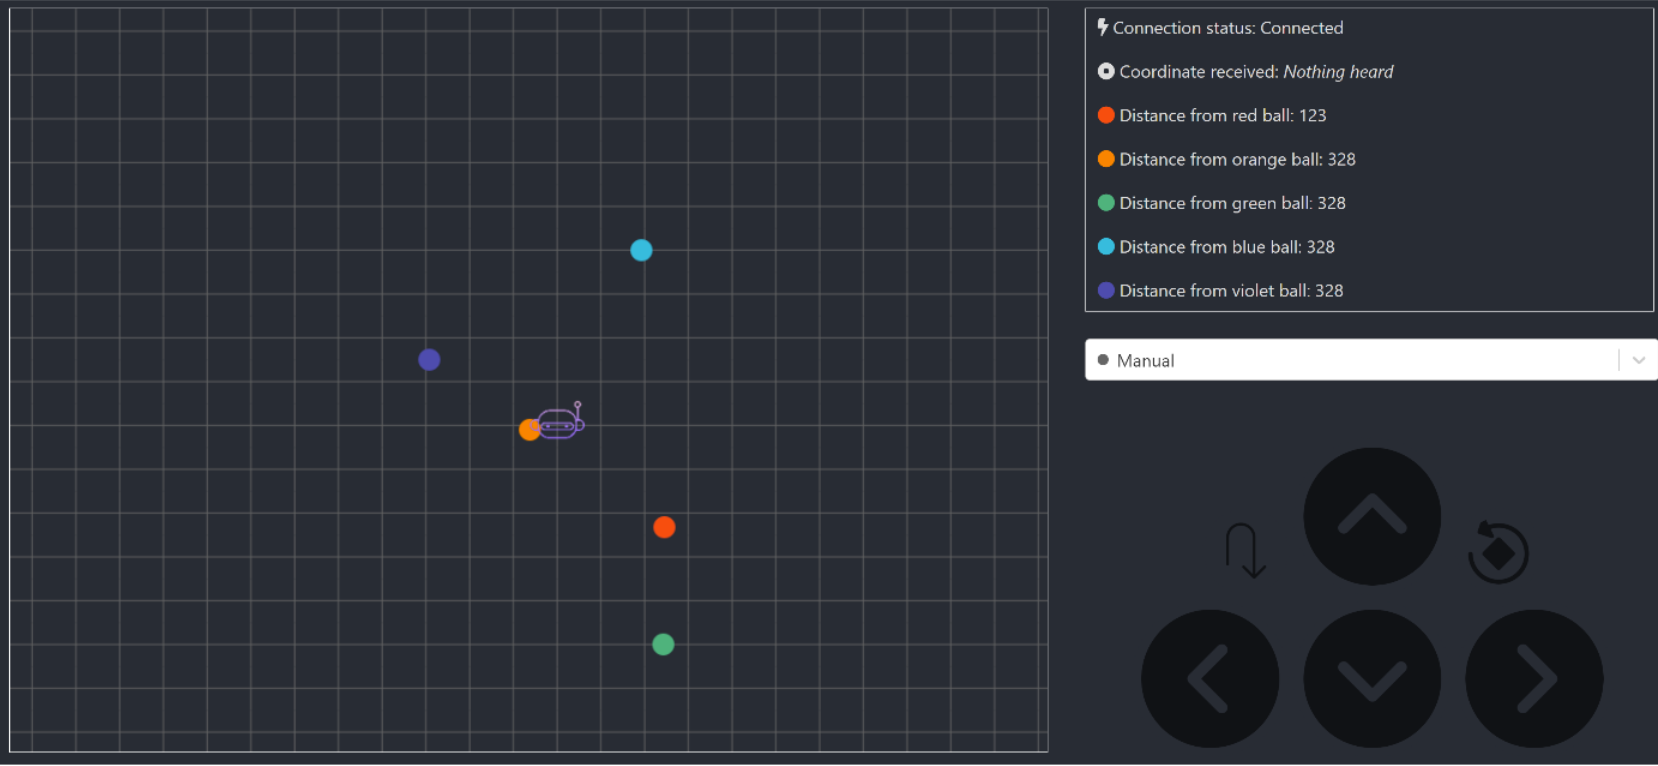 Connection status: Connected
Coordinate received: Nothing heard
Distance from red ball: 123
Distance from orange ball: 328
Distance from green ball: 328
Distance from blue ball: 328
Distance from violet ball: 328
Manual